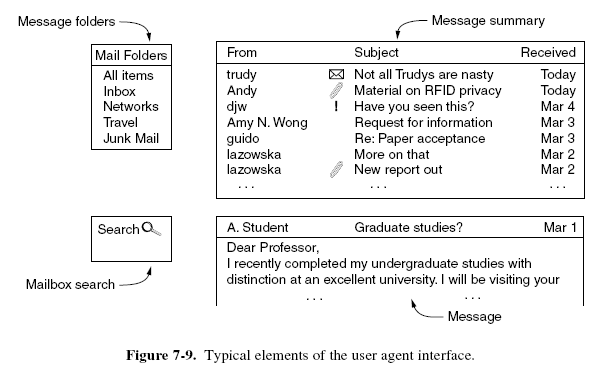 Message folders
Message summary
Mail Folders
All items
Inbox
Networks
Travel
Junk Mail
From Subject Received
trudy Not all Trudys are nasty Today
Andy Material on RFID privacy Today
djw ! Have you seen this? Mar 4
Amy N. Wong Request for information Mar 3
guido Re: Paper acceptance Mar 3
lazowska More on that Mar 2
lazowska New report out Mar 2
... ... ...
Search
Mailbox search
A. Student Graduate studies? Mar 1
Dear Professor,
I recently completed my undergraduate studies with
distinction at an excellent university. I will be visiting your
... ...
Message
Figure 7-9. Typical elements of the user agent interface.